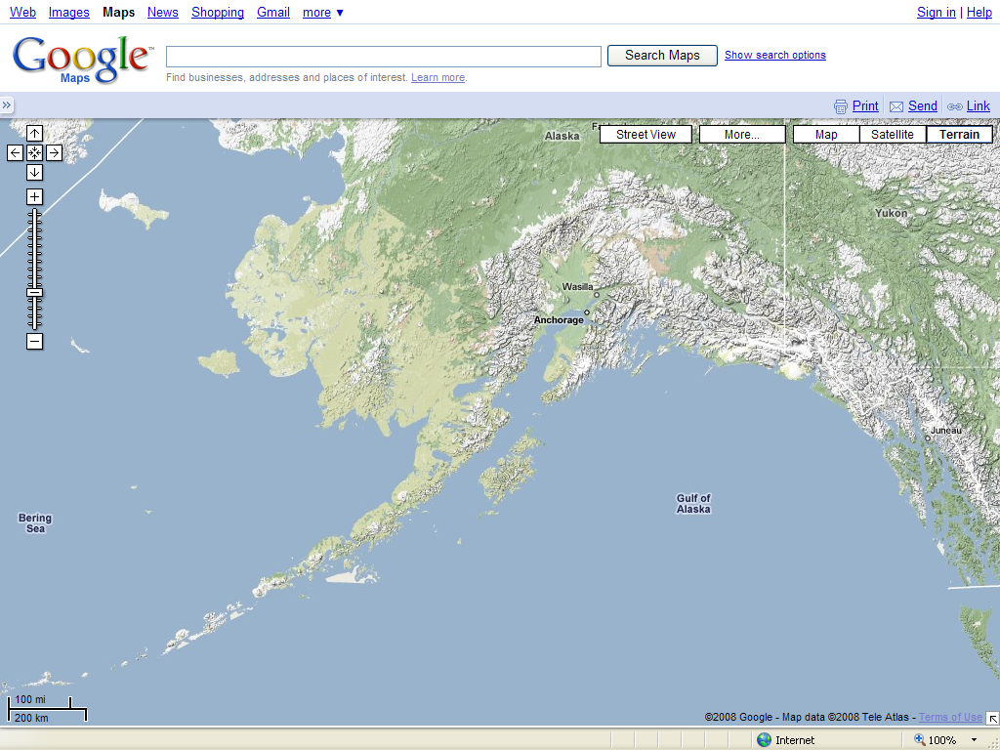 Web Images Maps News Shopping Gmail more ▼
Sign in | Help
Google™
Maps
Search Maps
Show search options
Find businesses, addresses and places of interest. Learn more.
Print Send Link
Street View More... Map Satellite Terrain
Alaska
Yukon
Wasilla
Anchorage
Juneau
Gulf of
Alaska
Bering
Sea
100 mi
200 km
©2008 Google - Map data ©2008 Tele Atlas - Terms of Use
Internet
100%